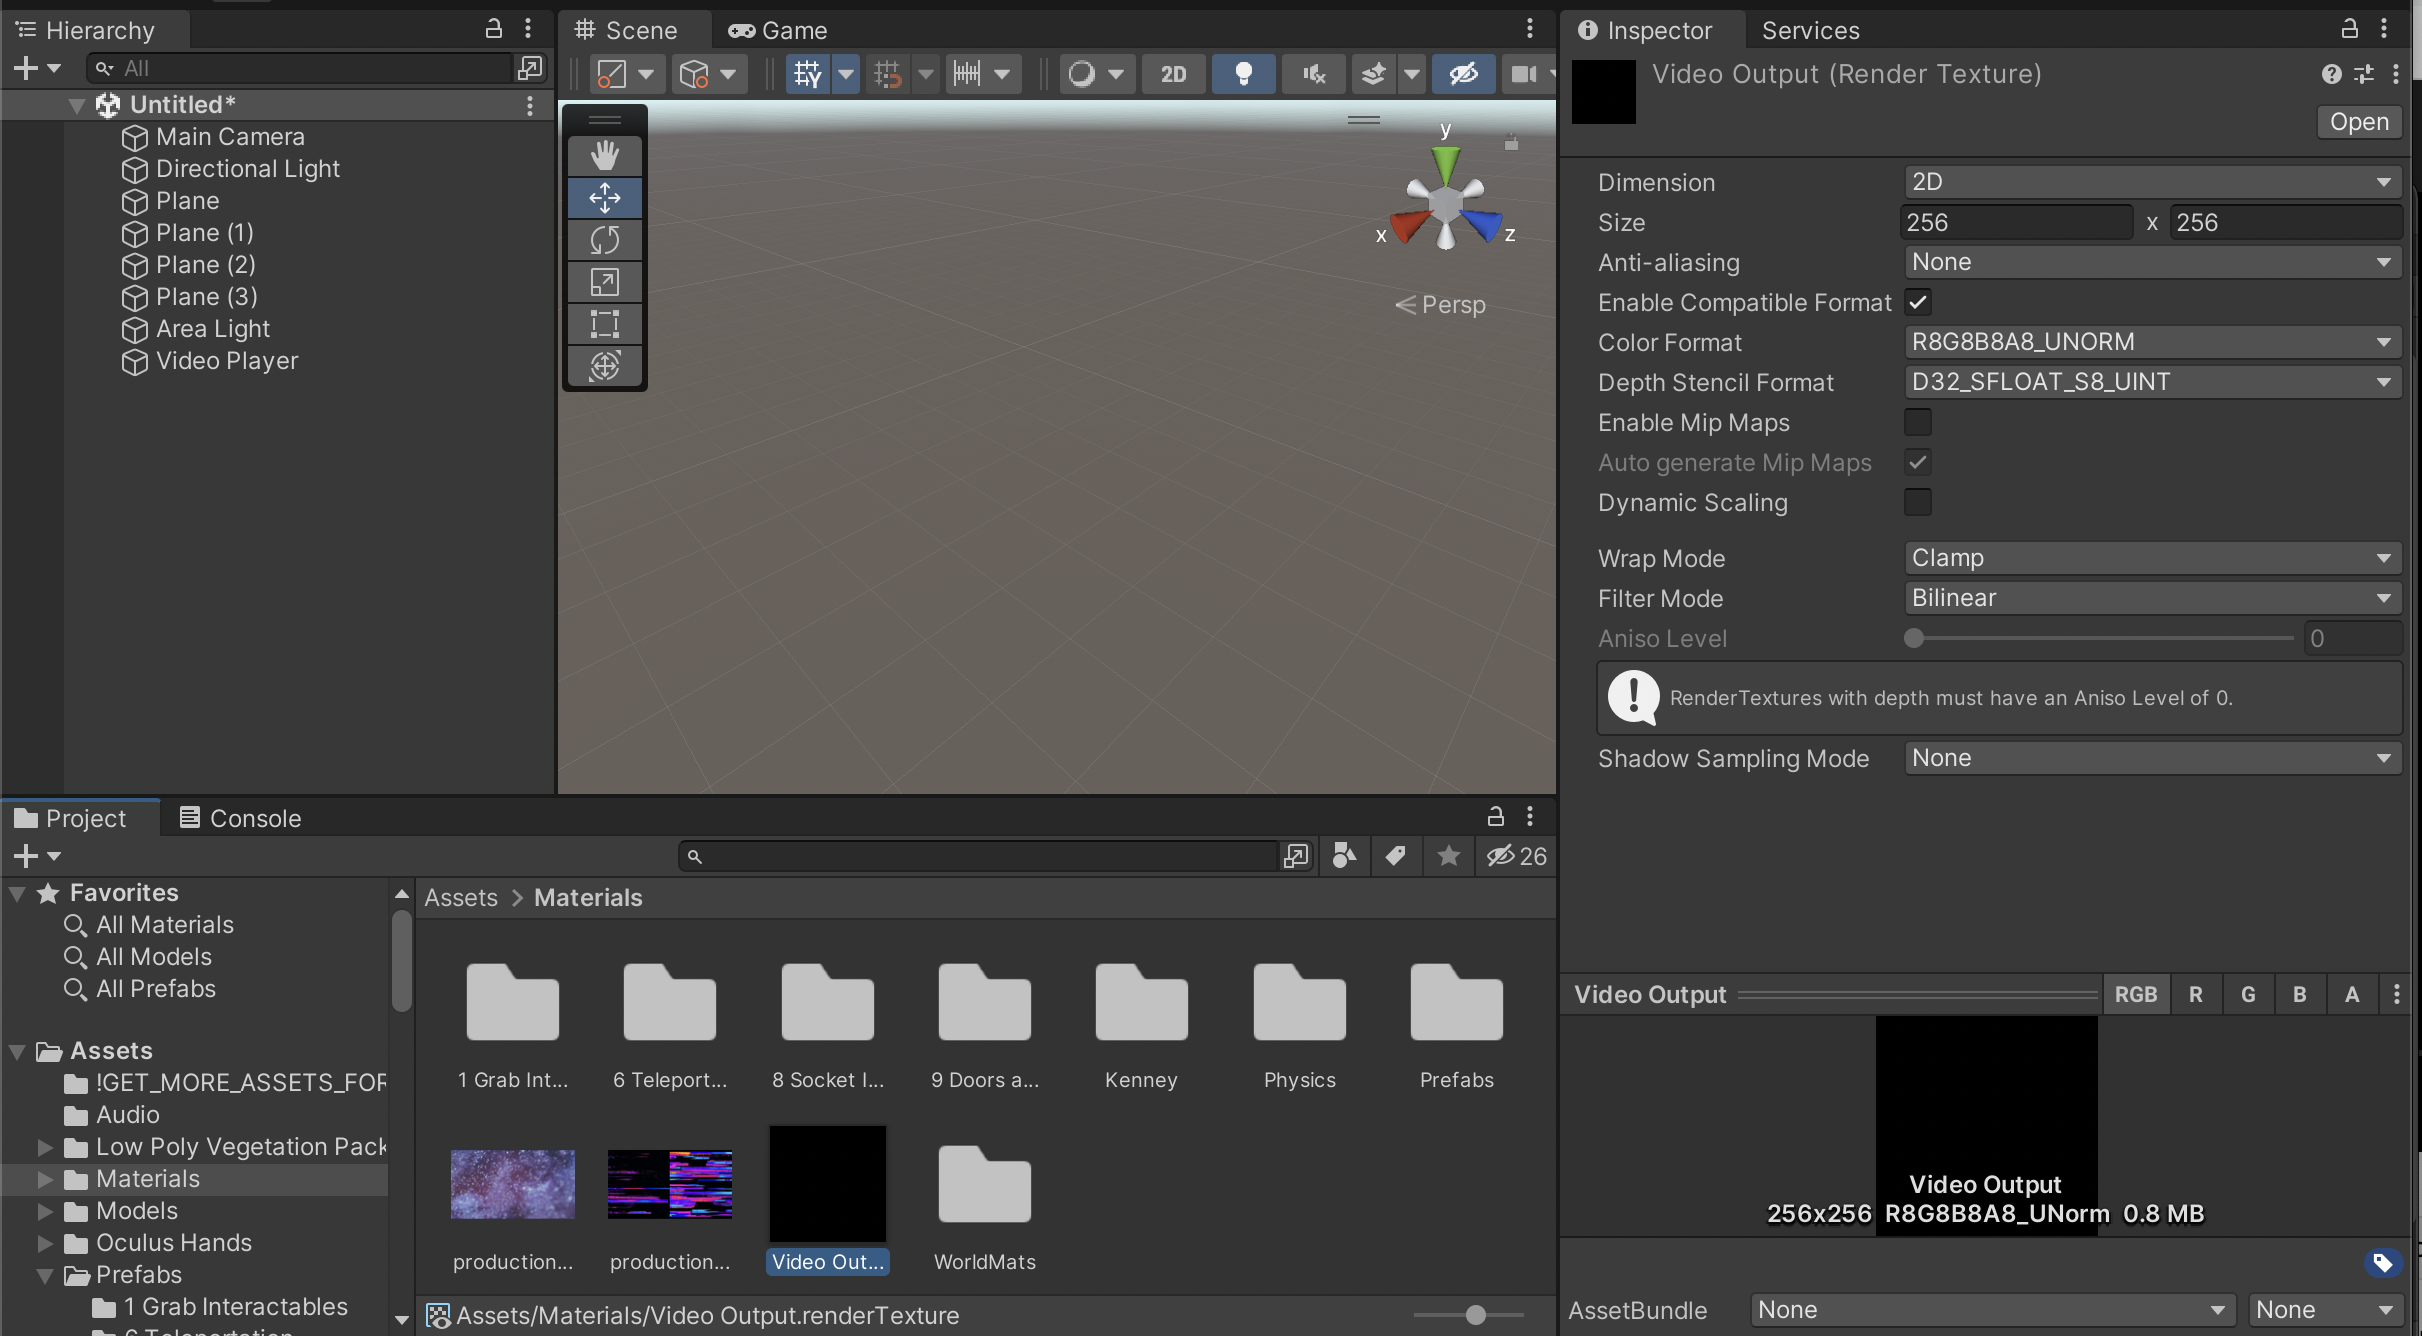 Hierarchy
All
Untitled*
Main Camera
Directional Light
Plane
Plane (1)
Plane (2)
Plane (3)
Area Light
Video Player
Scene
Game
2D
y
x
z
Persp
Inspector
Services
Video Output (Render Texture)
Open
Dimension 2D
Size 256 x 256
Anti-aliasing None
Enable Compatible Format
Color Format R8G8B8A8_UNORM
Depth Stencil Format D32_SFLOAT_S8_UINT
Enable Mip Maps
Auto generate Mip Maps
Dynamic Scaling
Wrap Mode Clamp
Filter Mode Bilinear
Aniso Level 0
RenderTextures with depth must have an Aniso Level of 0.
Shadow Sampling Mode None
Project
Console
26
Favorites
All Materials
All Models
All Prefabs
Assets
!GET_MORE_ASSETS_FOR
Audio
Low Poly Vegetation Pack
Materials
Models
Oculus Hands
Prefabs
1 Grab Interactables
6 Teleportation
Assets > Materials
1 Grab Int...
6 Teleport...
8 Socket I...
9 Doors a...
Kenney
Physics
Prefabs
production...
production...
Video Out...
WorldMats
Assets/Materials/Video Output.renderTexture
Video Output
RGB R G B A
Video Output
256x256 R8G8B8A8_UNorm 0.8 MB
AssetBundle None None